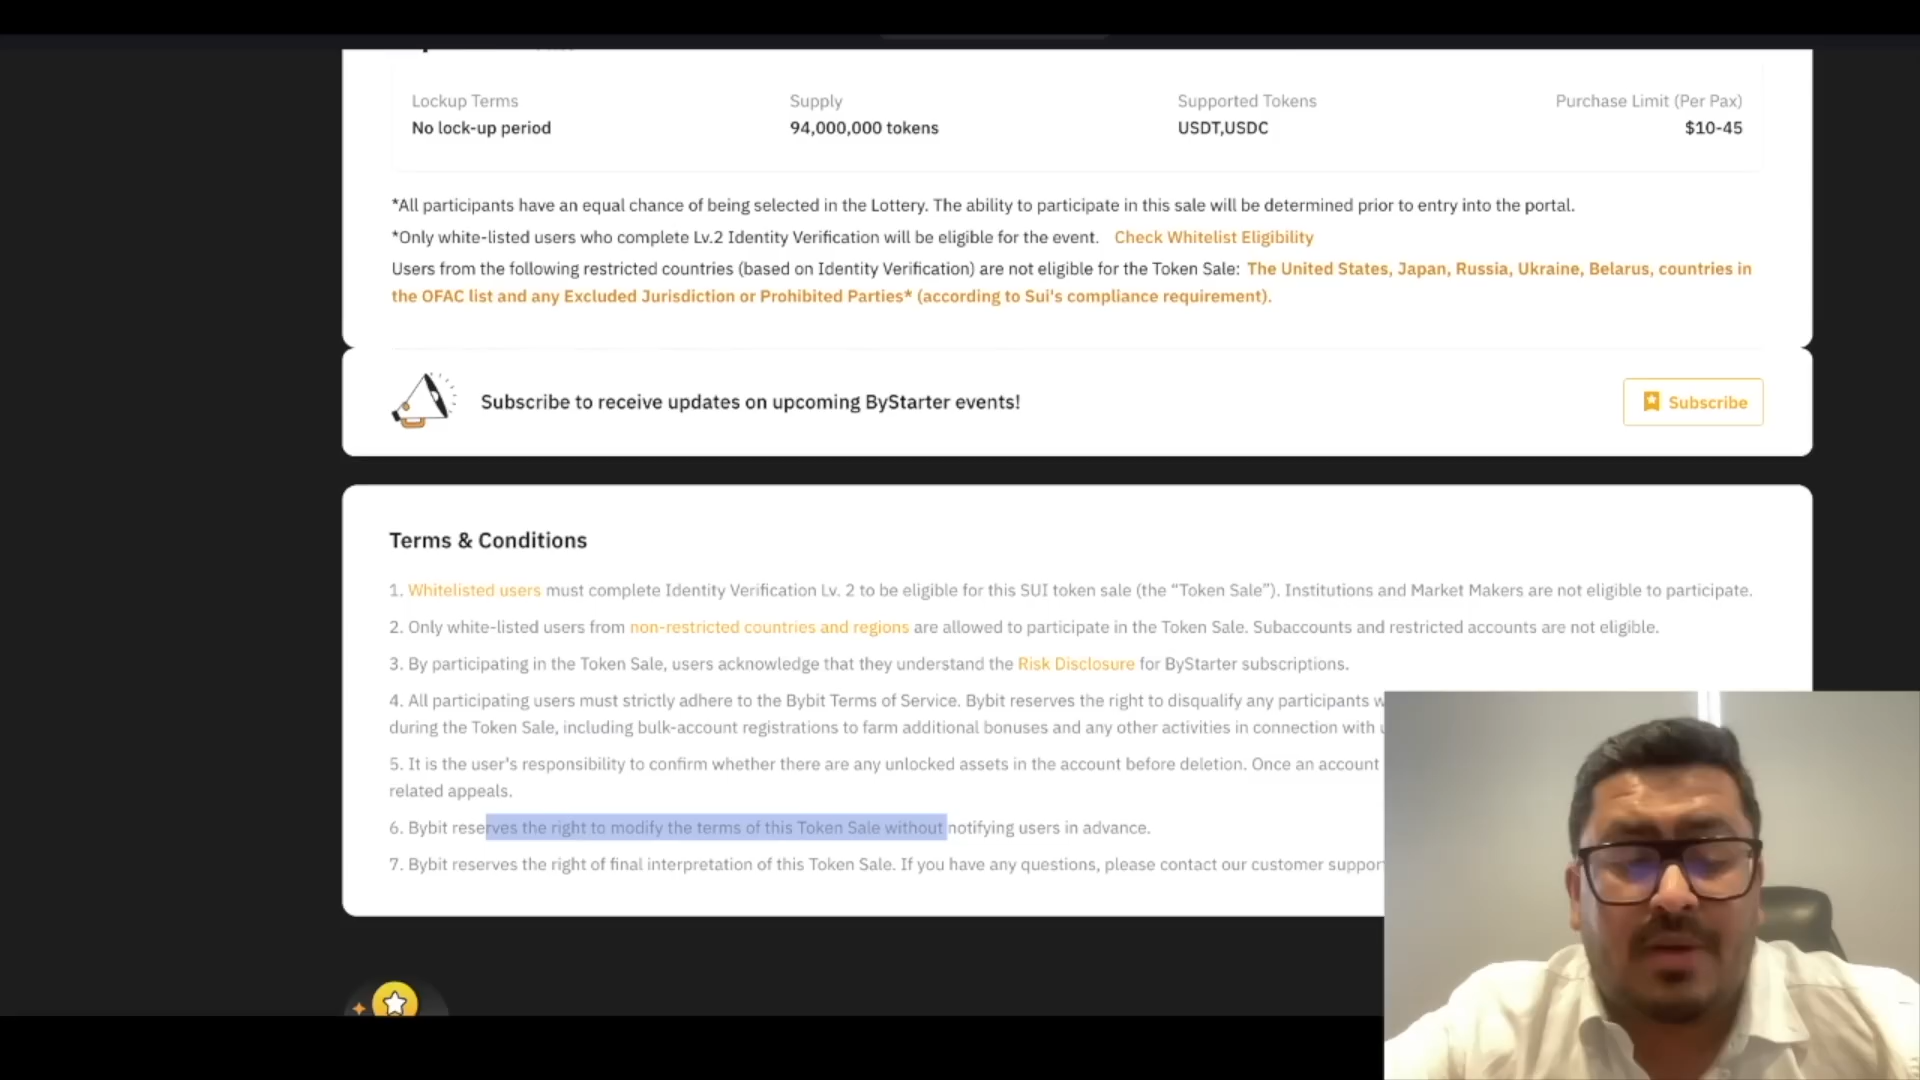 Lockup Terms
Supply
Supported Tokens
Purchase Limit (Per Pax)
No lock-up period
94,000,000 tokens
USDT,USDC
$10-45
*All participants have an equal chance of being selected in the Lottery. The ability to participate in this sale will be determined prior to entry into the portal.
*Only white-listed users who complete Lv.2 Identity Verification will be eligible for the event. Check Whitelist Eligibility
Users from the following restricted countries (based on Identity Verification) are not eligible for the Token Sale: The United States, Japan, Russia, Ukraine, Belarus, countries in
the OFAC list and any Excluded Jurisdiction or Prohibited Parties* (according to Sui's compliance requirement).
Subscribe to receive updates on upcoming ByStarter events!
Subscribe
Terms & Conditions
1. Whitelisted users must complete Identity Verification Lv. 2 to be eligible for this SUI token sale (the “Token Sale”). Institutions and Market Makers are not eligible to participate.
2. Only white-listed users from non-restricted countries and regions are allowed to participate in the Token Sale. Subaccounts and restricted accounts are not eligible.
3. By participating in the Token Sale, users acknowledge that they understand the Risk Disclosure for ByStarter subscriptions.
4. All participating users must strictly adhere to the Bybit Terms of Service. Bybit reserves the right to disqualify any participants
during the Token Sale, including bulk-account registrations to farm additional bonuses and any other activities in connection with
5. It is the user's responsibility to confirm whether there are any unlocked assets in the account before deletion. Once an account
related appeals.
6. Bybit reserves the right to modify the terms of this Token Sale without notifying users in advance.
7. Bybit reserves the right of final interpretation of this Token Sale. If you have any questions, please contact our customer support